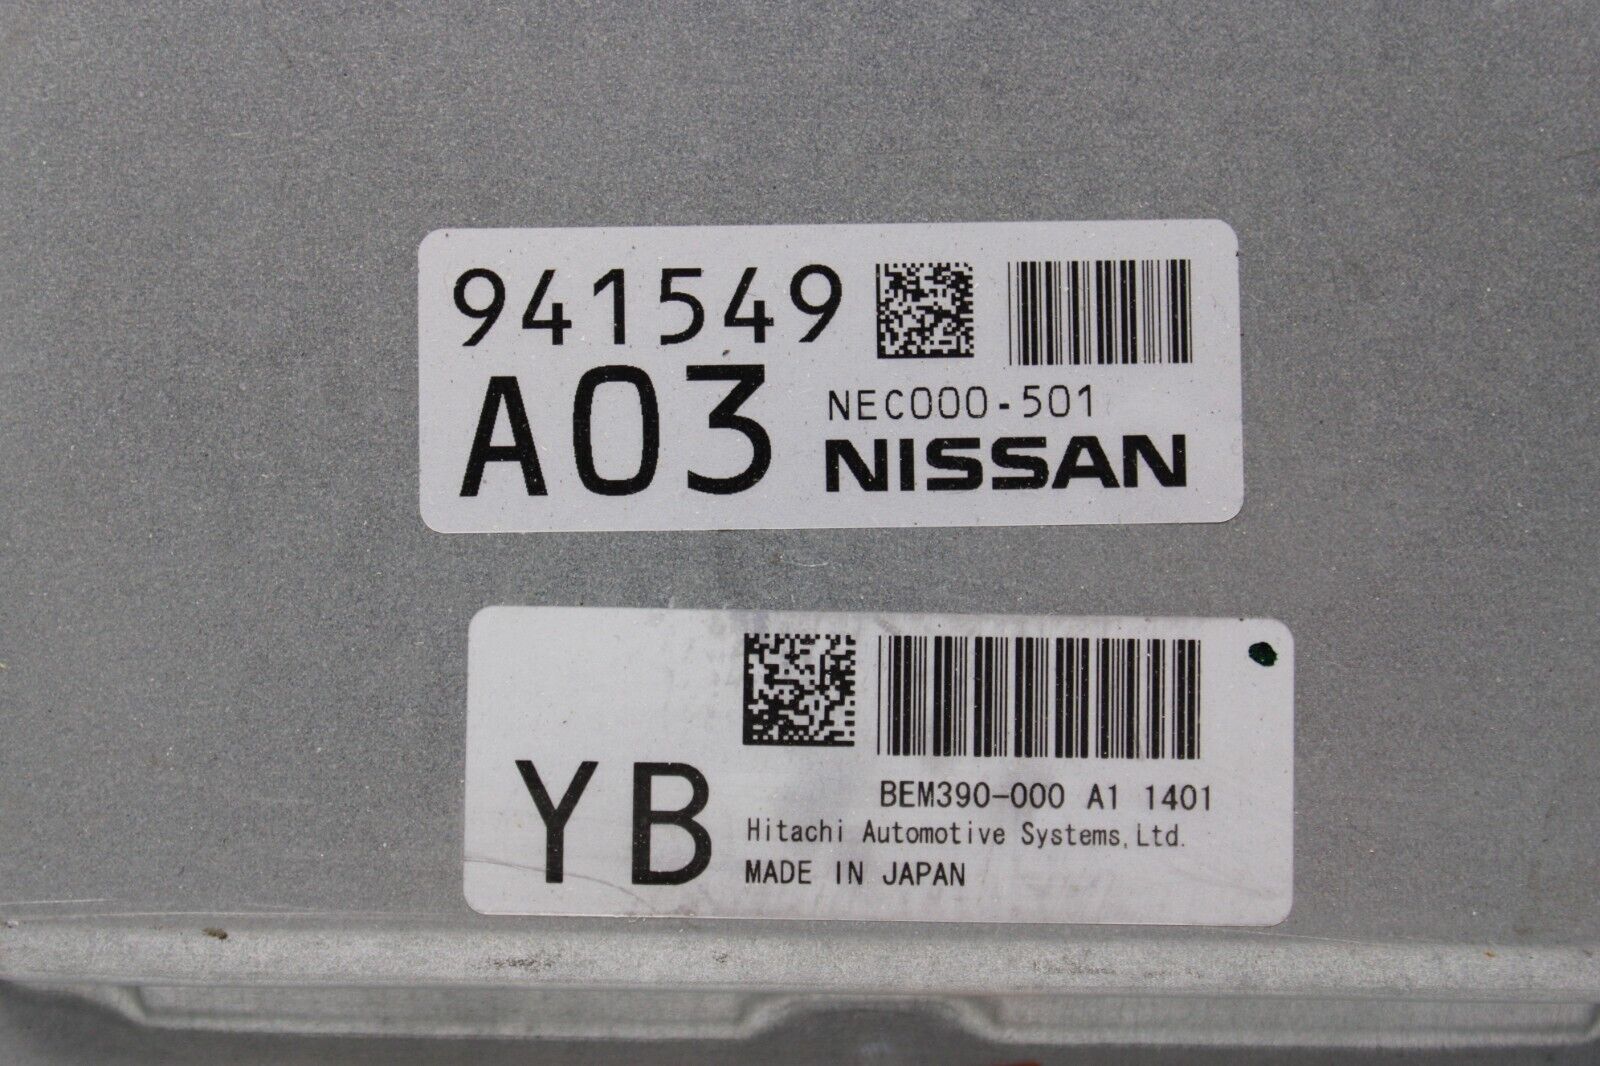 941549
A03
NEC000-501
NISSAN
YB
BEM390-000 A1 1401
Hitachi Automotive Systems,Ltd.
MADE IN JAPAN